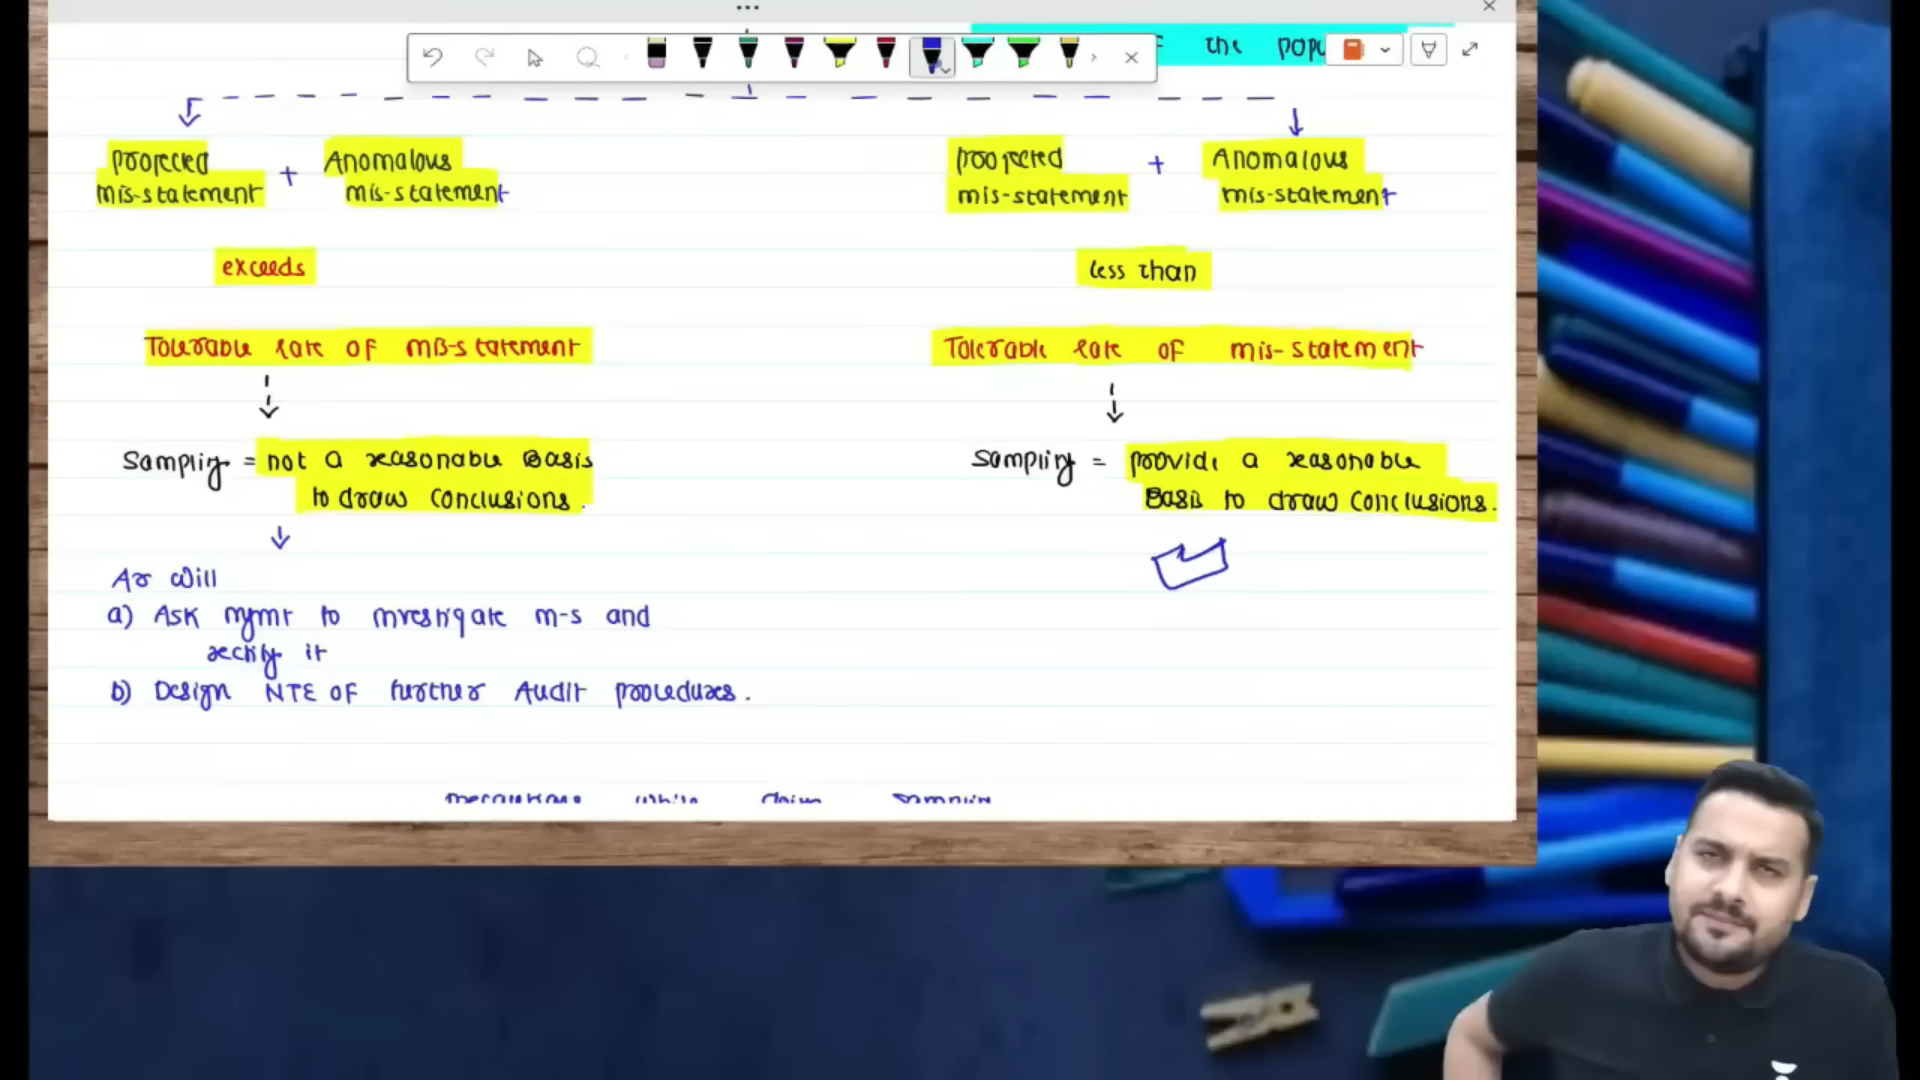 the popu
projected
mis-statement
+
Anomalous
mis-statement
projected
mis-statement
+
Anomalous
mis-statement
exceeds
less than
Tolerable rate of mis-statement
Tolerable rate of mis-statement
Sampling = not a reasonable Basis
to draw conclusions.
Sampling = provide a reasonable
Basis to draw conclusions.
Ar will
a) Ask mgmt to investigate m-s and
rectify it
b) Design NTE OF further Audit procedures.